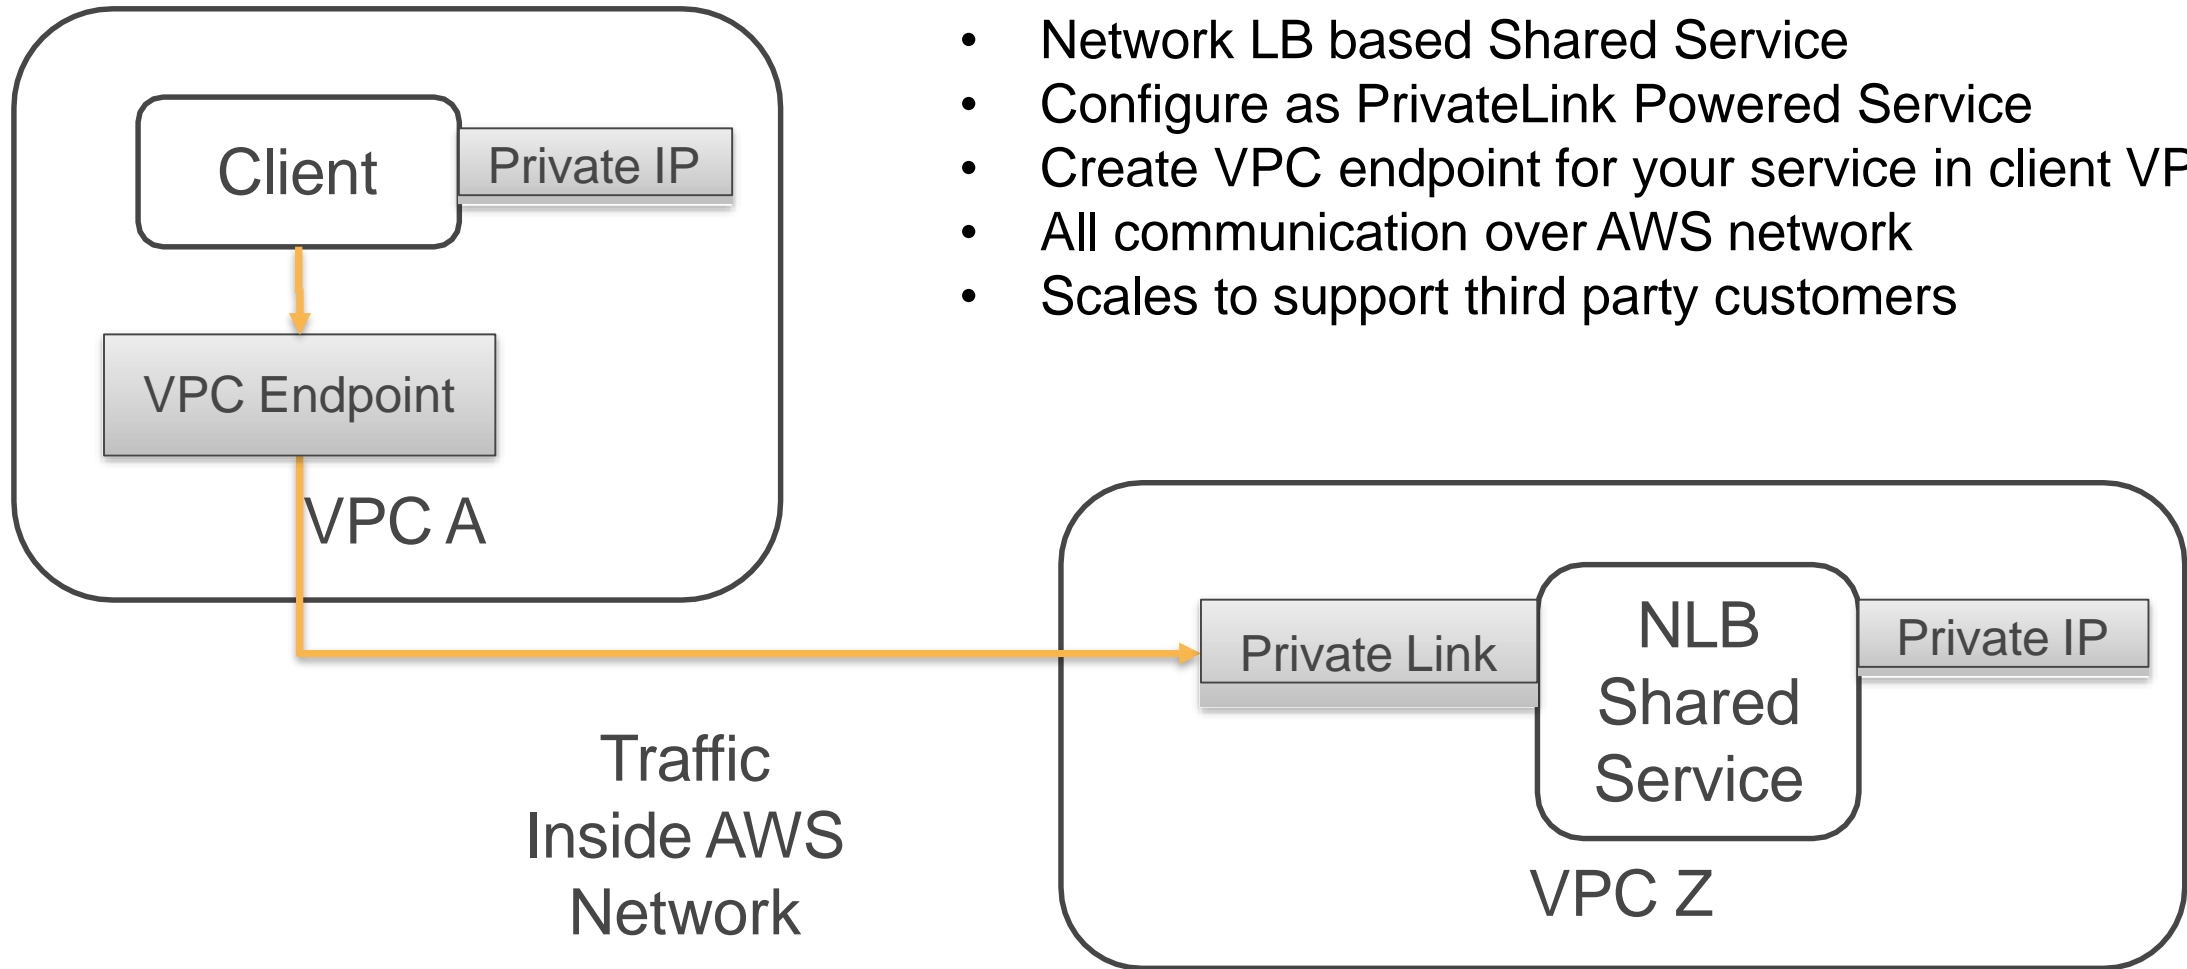 • Network LB based Shared Service
• Configure as PrivateLink Powered Service
• Create VPC endpoint for your service in client VP
• All communication over AWS network
• Scales to support third party customers
Client
Private IP
VPC Endpoint
VPC A
Private Link
NLB
Shared
Service
Private IP
VPC Z
Traffic
Inside AWS
Network